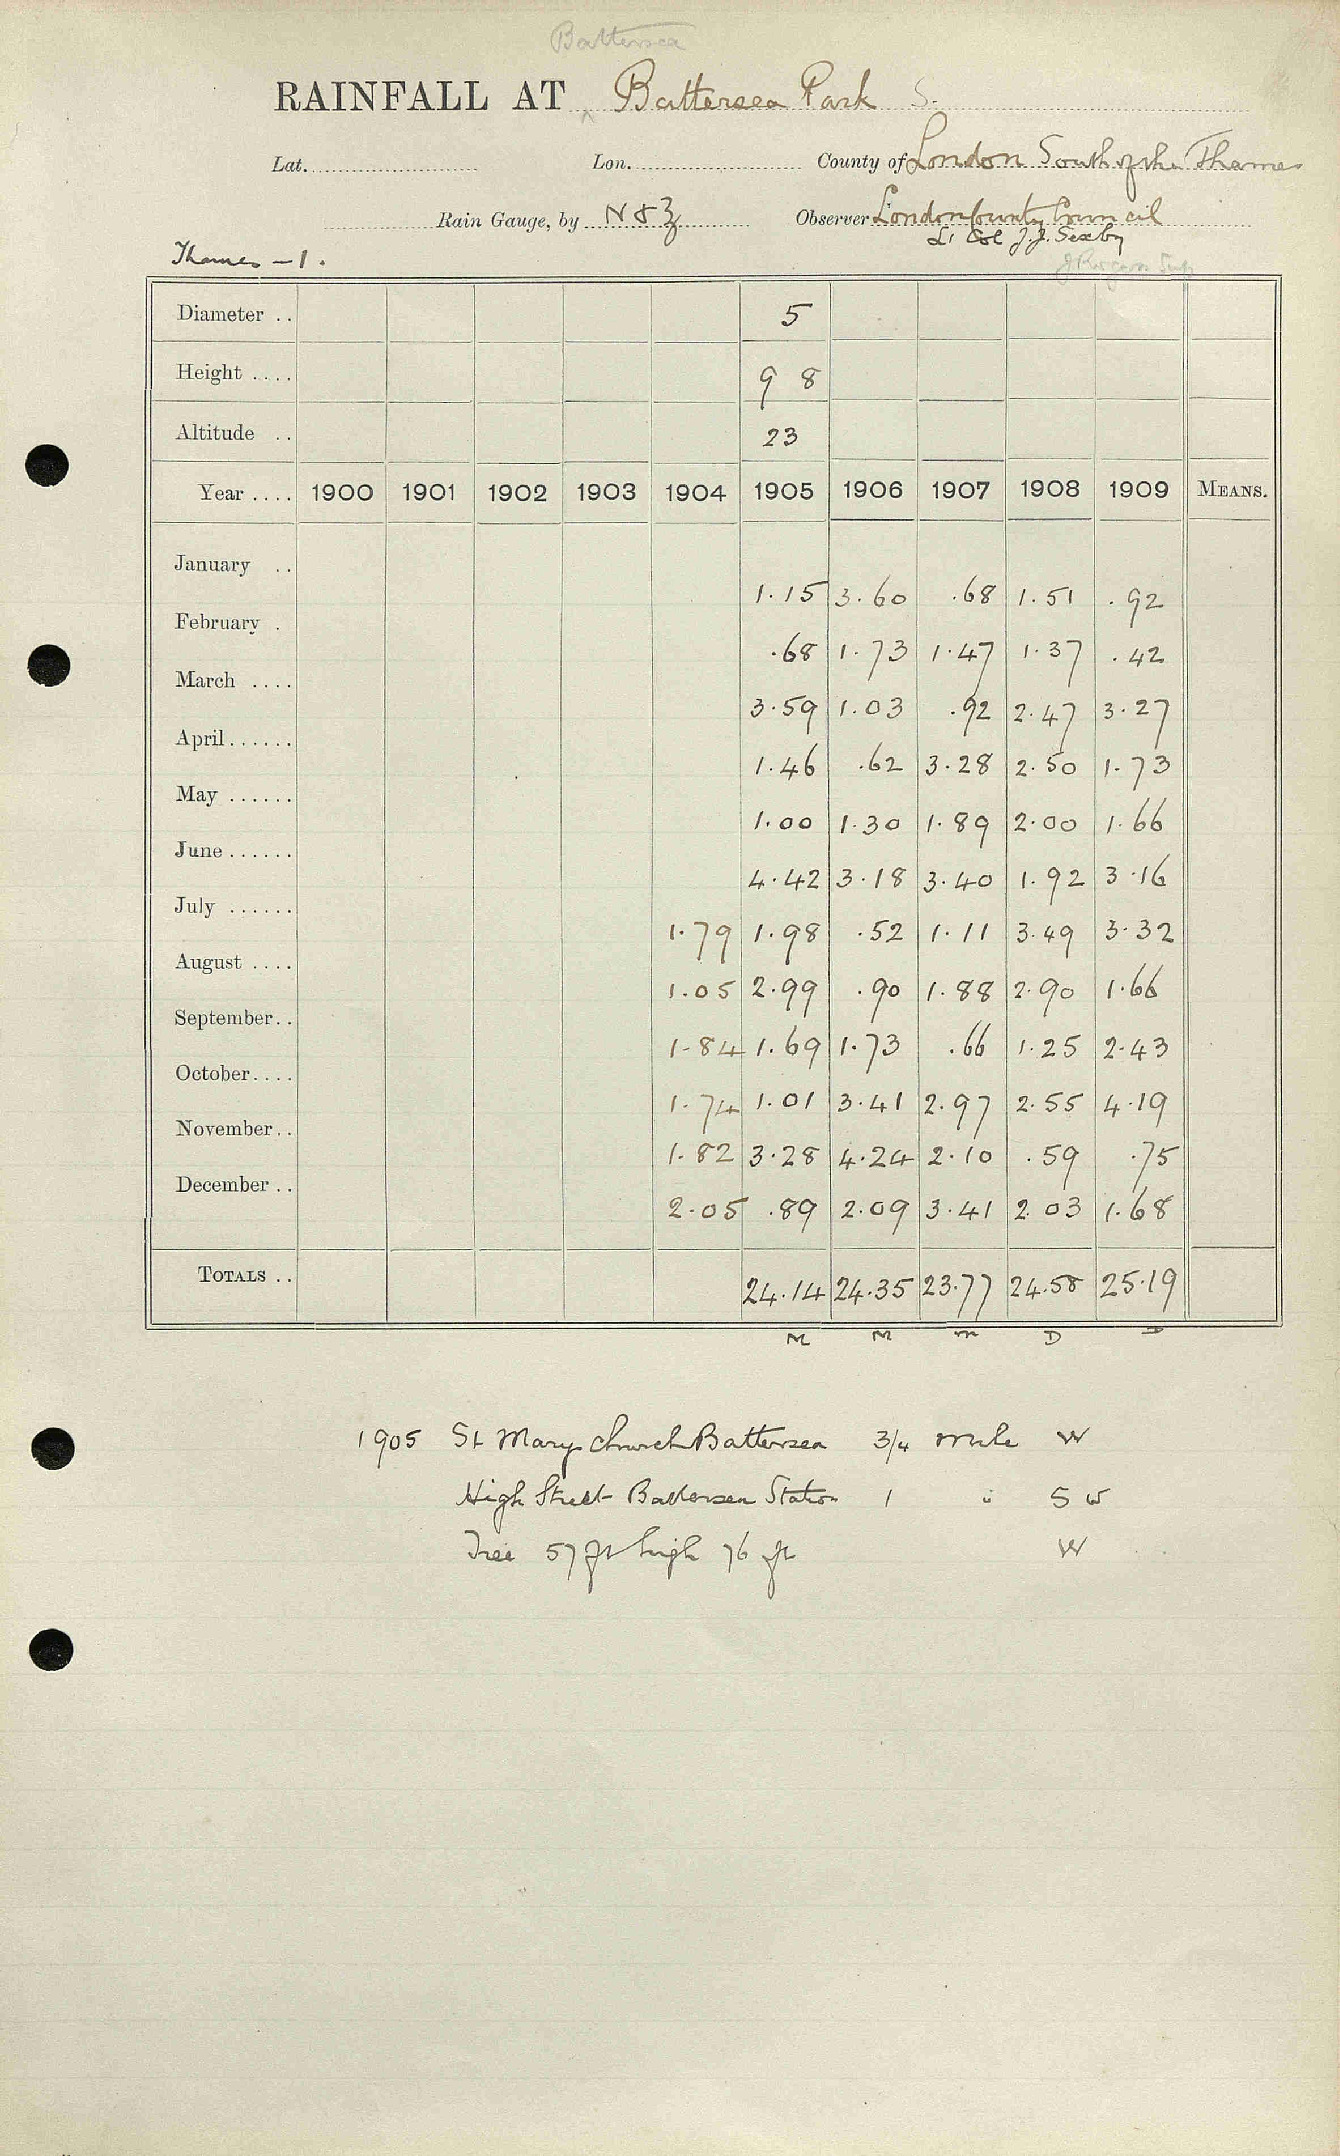 Battersea
RAINFALL AT Battersea Park S.
Lat. Lon. County of London South of the Thames
Rain Gauge, by N & Z Observer London County Council
Lt Col J.J. Sexby
Thames - 1. J Rogers Supt
Diameter .. 5
Height .... 9 8
Altitude .. 23
Year .... 1900 1901 1902 1903 1904 1905 1906 1907 1908 1909 MEANS.
January .. 1.15 3.60 .68 1.51 .92
February . .68 1.73 1.47 1.37 .42
March .... 3.59 1.03 .92 2.47 3.27
April...... 1.46 .62 3.28 2.50 1.73
May ...... 1.00 1.30 1.89 2.00 1.66
June...... 4.42 3.18 3.40 1.92 3.16
July ...... 1.79 1.98 .52 1.11 3.49 3.32
August .... 1.05 2.99 .90 1.88 2.90 1.66
September.. 1.84 1.69 1.73 .66 1.25 2.43
October.... 1.74 1.01 3.41 2.97 2.55 4.19
November.. 1.82 3.28 4.24 2.10 .59 .75
December .. 2.05 .89 2.09 3.41 2.03 1.68
TOTALS .. 24.14 24.35 23.77 24.58 25.19
M M m D D
1905 St Mary church Battersea 3/4 mile W
High Street Battersea Station 1 " S W
Tree 57 ft high 76 ft W